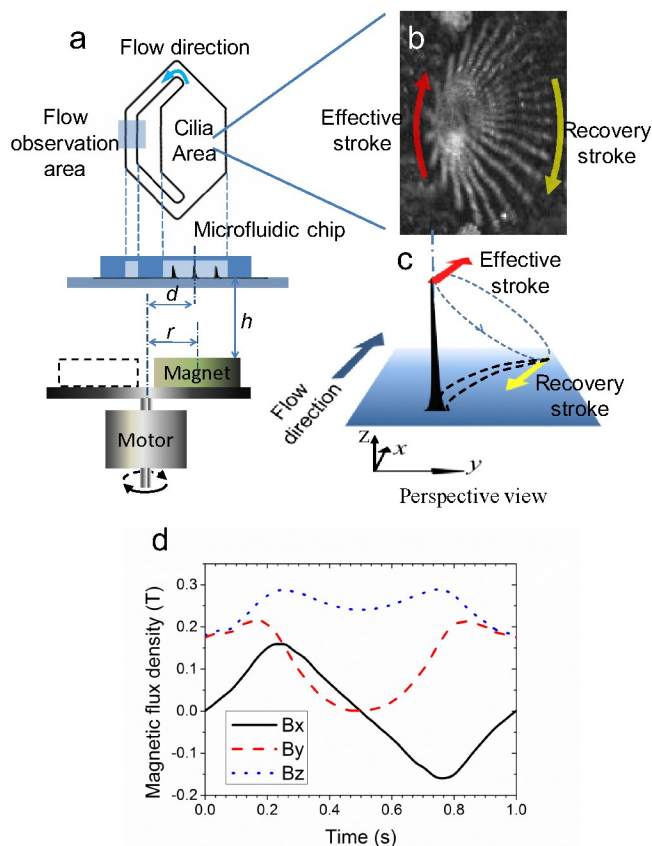 a
Flow direction
Flow
observation
area
Cilia
Area
Microfluidic chip
d
r
h
Magnet
Motor
b
Effective
stroke
Recovery
stroke
c
Effective
stroke
Recovery
stroke
Flow
direction
z
x
y
Perspective view
d
Magnetic flux density (T)
0.3
0.2
0.1
0.0
-0.1
-0.2
Bx
By
Bz
0.0 0.2 0.4 0.6 0.8 1.0
Time (s)